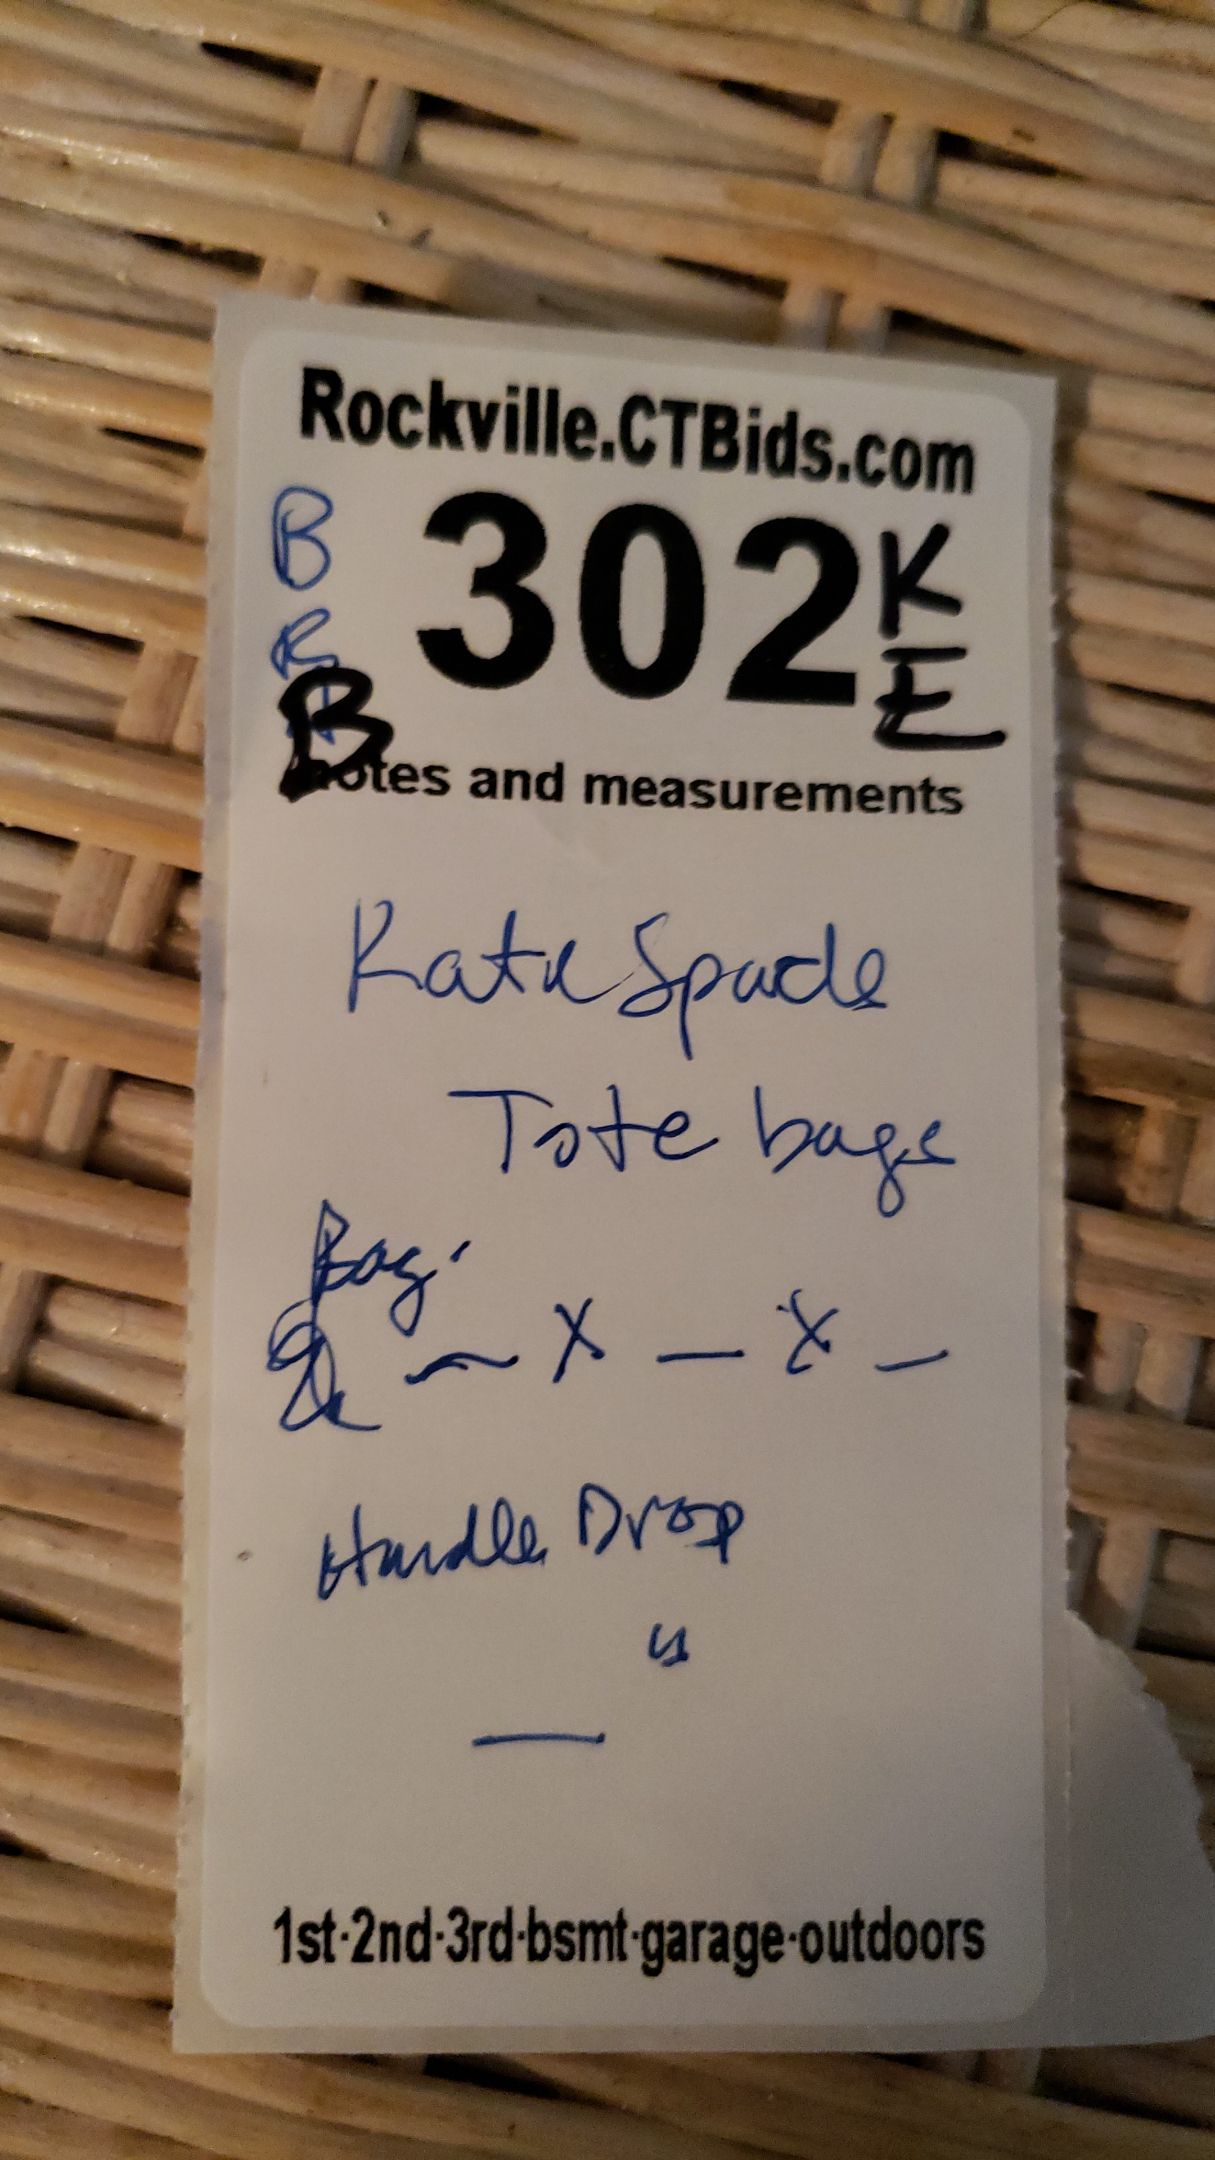 Rockville.CTBids.com
B
R
B
302
K
E
notes and measurements
Kate Spade
Tote bags
Bag:
— X — X —
Handle Drop
"
—
1st·2nd·3rd·bsmt·garage·outdoors